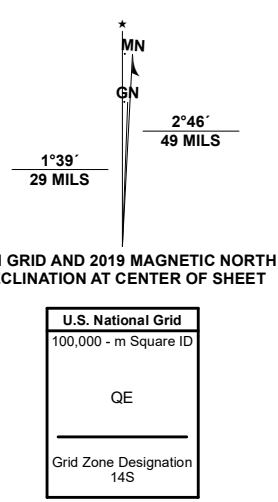 MN
GN
2°46´
49 MILS
1°39´
29 MILS
GRID AND 2019 MAGNETIC NORTH
CLINATION AT CENTER OF SHEET
U.S. National Grid
100,000 - m Square ID
QE
Grid Zone Designation
14S